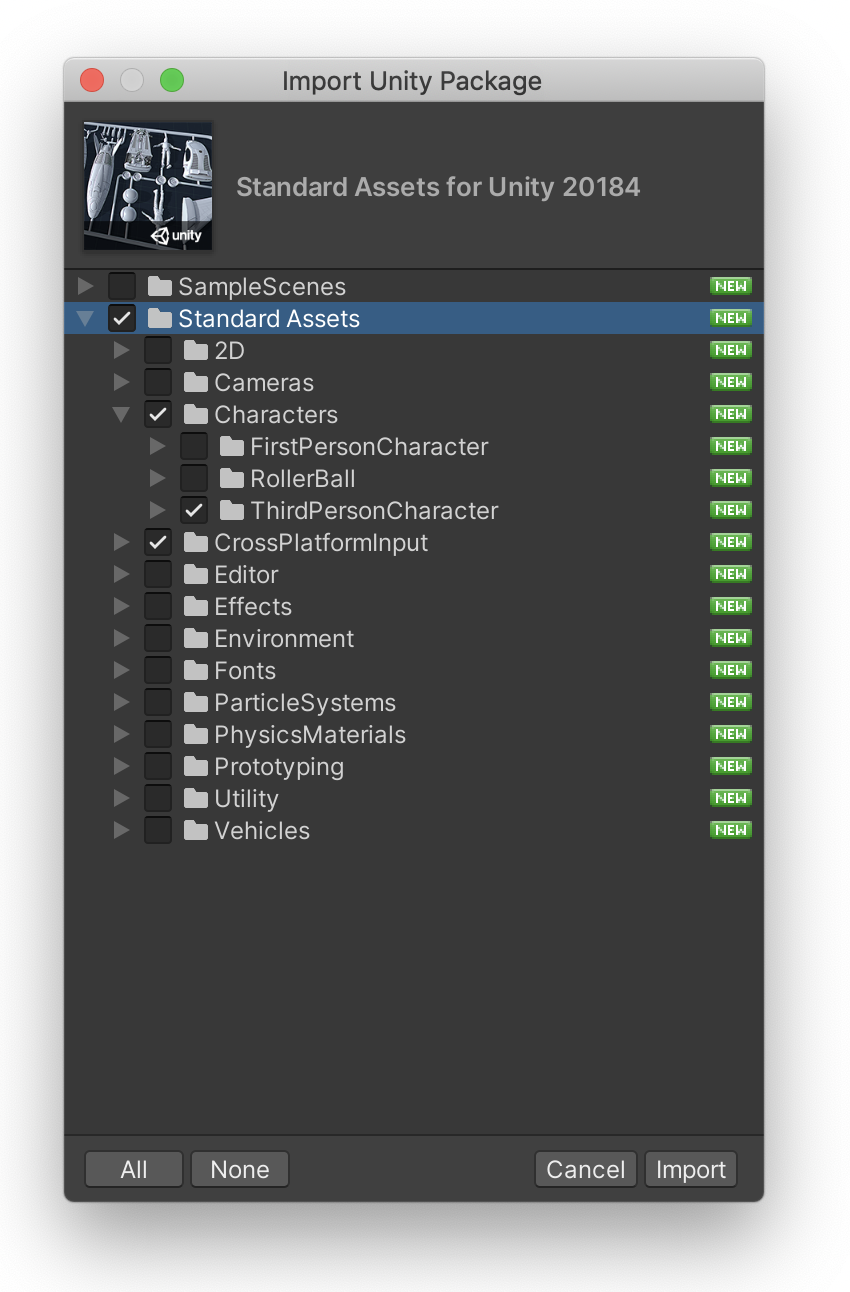 Import Unity Package
unity
Standard Assets for Unity 20184
SampleScenes NEW
Standard Assets NEW
2D NEW
Cameras NEW
Characters NEW
FirstPersonCharacter NEW
RollerBall NEW
ThirdPersonCharacter NEW
CrossPlatformInput NEW
Editor NEW
Effects NEW
Environment NEW
Fonts NEW
ParticleSystems NEW
PhysicsMaterials NEW
Prototyping NEW
Utility NEW
Vehicles NEW
All None Cancel Import